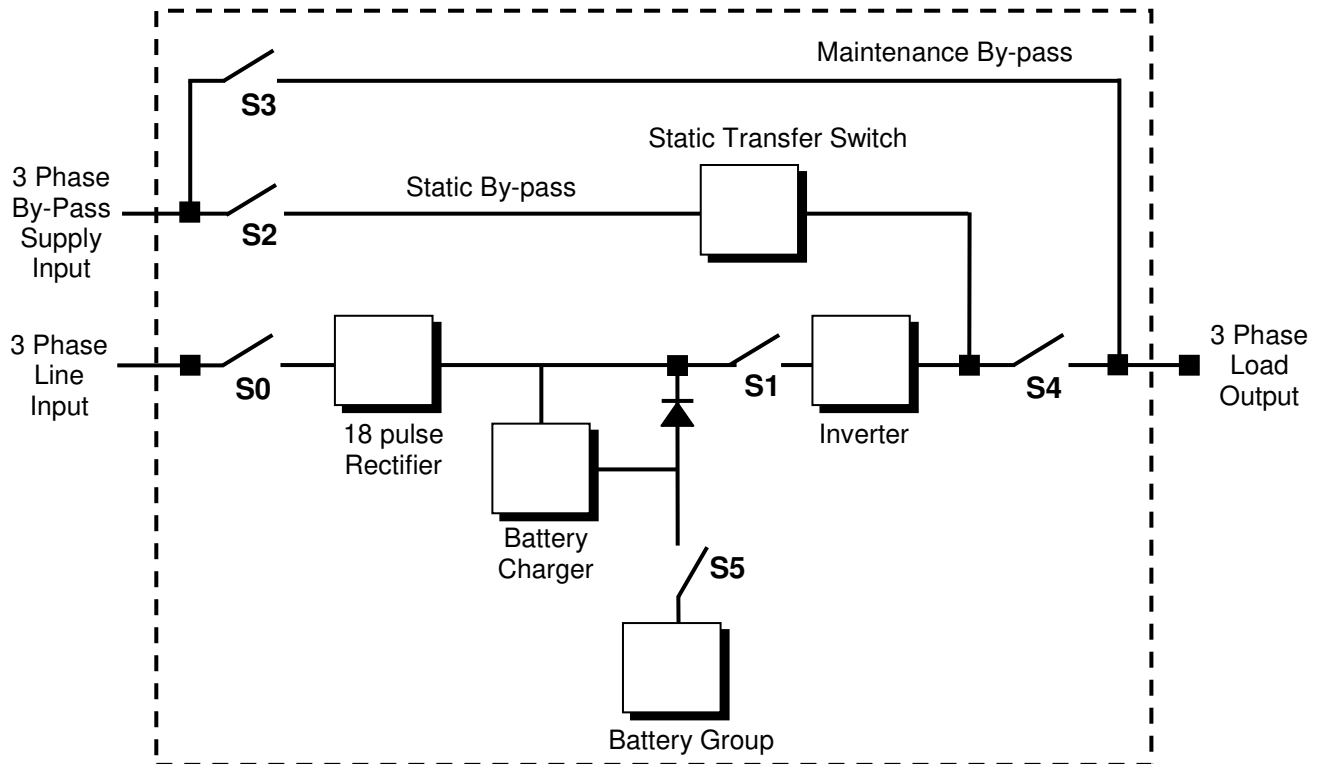 Maintenance By-pass
S3
Static Transfer Switch
3 Phase
By-Pass
Supply
Input
Static By-pass
S2
3 Phase
Line
Input
S0
18 pulse
Rectifier
S1
Inverter
S4
3 Phase
Load
Output
Battery
Charger
S5
Battery Group